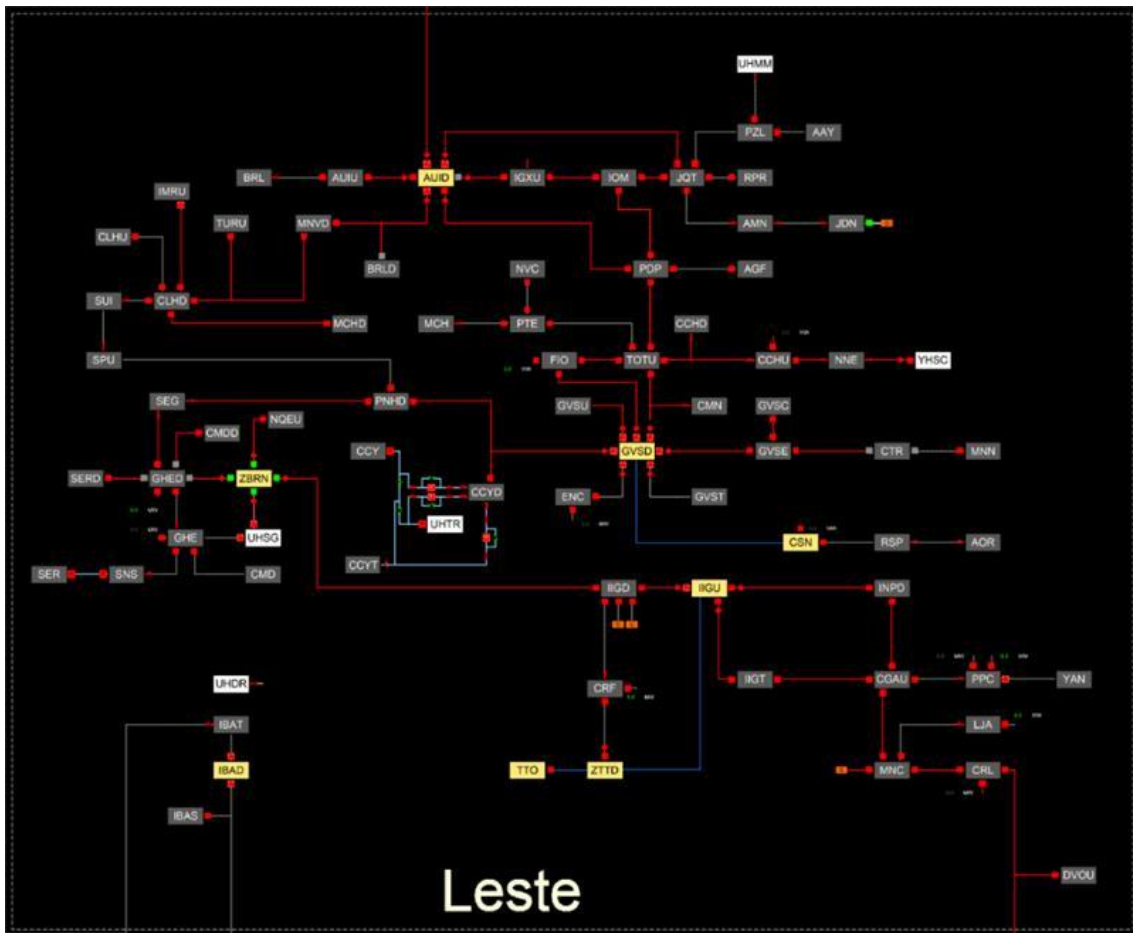 UHMM
PZL AAY
BRL AUIU AUID IGXU IOM JQT RPR
IMRU
TURU MNVD AMN JDN
CLHU
BRLD NVC PDP AGF
SUI CLHD
MCHD MCH PTE CCHD
SPU FIO TOTU CCHU NNE YHSC
SEG PNHD GVSU CMN GVSC
NQEU
CMDD
CCY GVSD GVSE CTR MNN
SERD GHED ZBRN
CCYD ENC GVST
UHTR
GHE UHSG CSN RSP AOR
CCYT
SER SNS CMD
IIGD IIGU INPD
UHDR CRF IIGT CGAU PPC YAN
IBAT LJA
IBAD TTO ZTTD MNC CRL
IBAS
DVOU
Leste